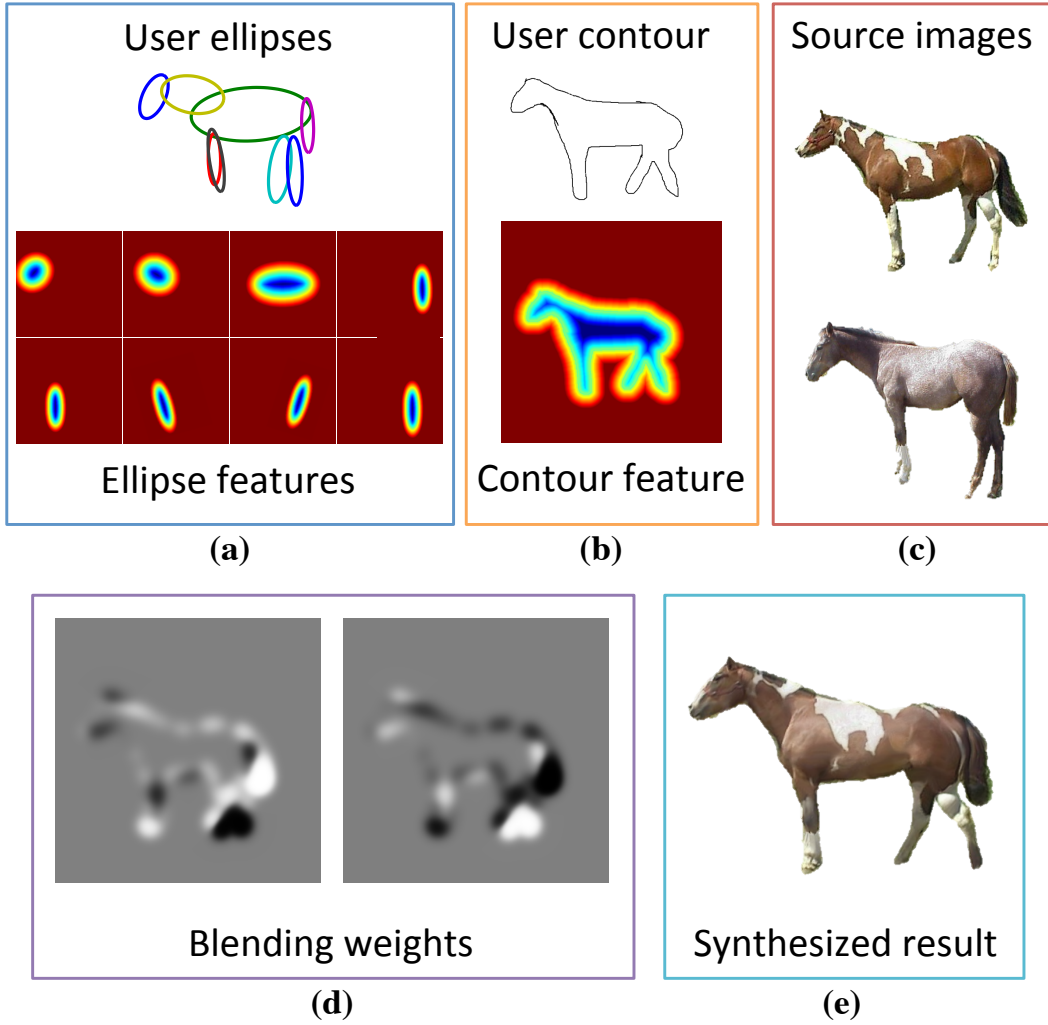 User ellipses
Ellipse features
(a)
User contour
Contour feature
(b)
Source images
(c)
Blending weights
(d)
Synthesized result
(e)